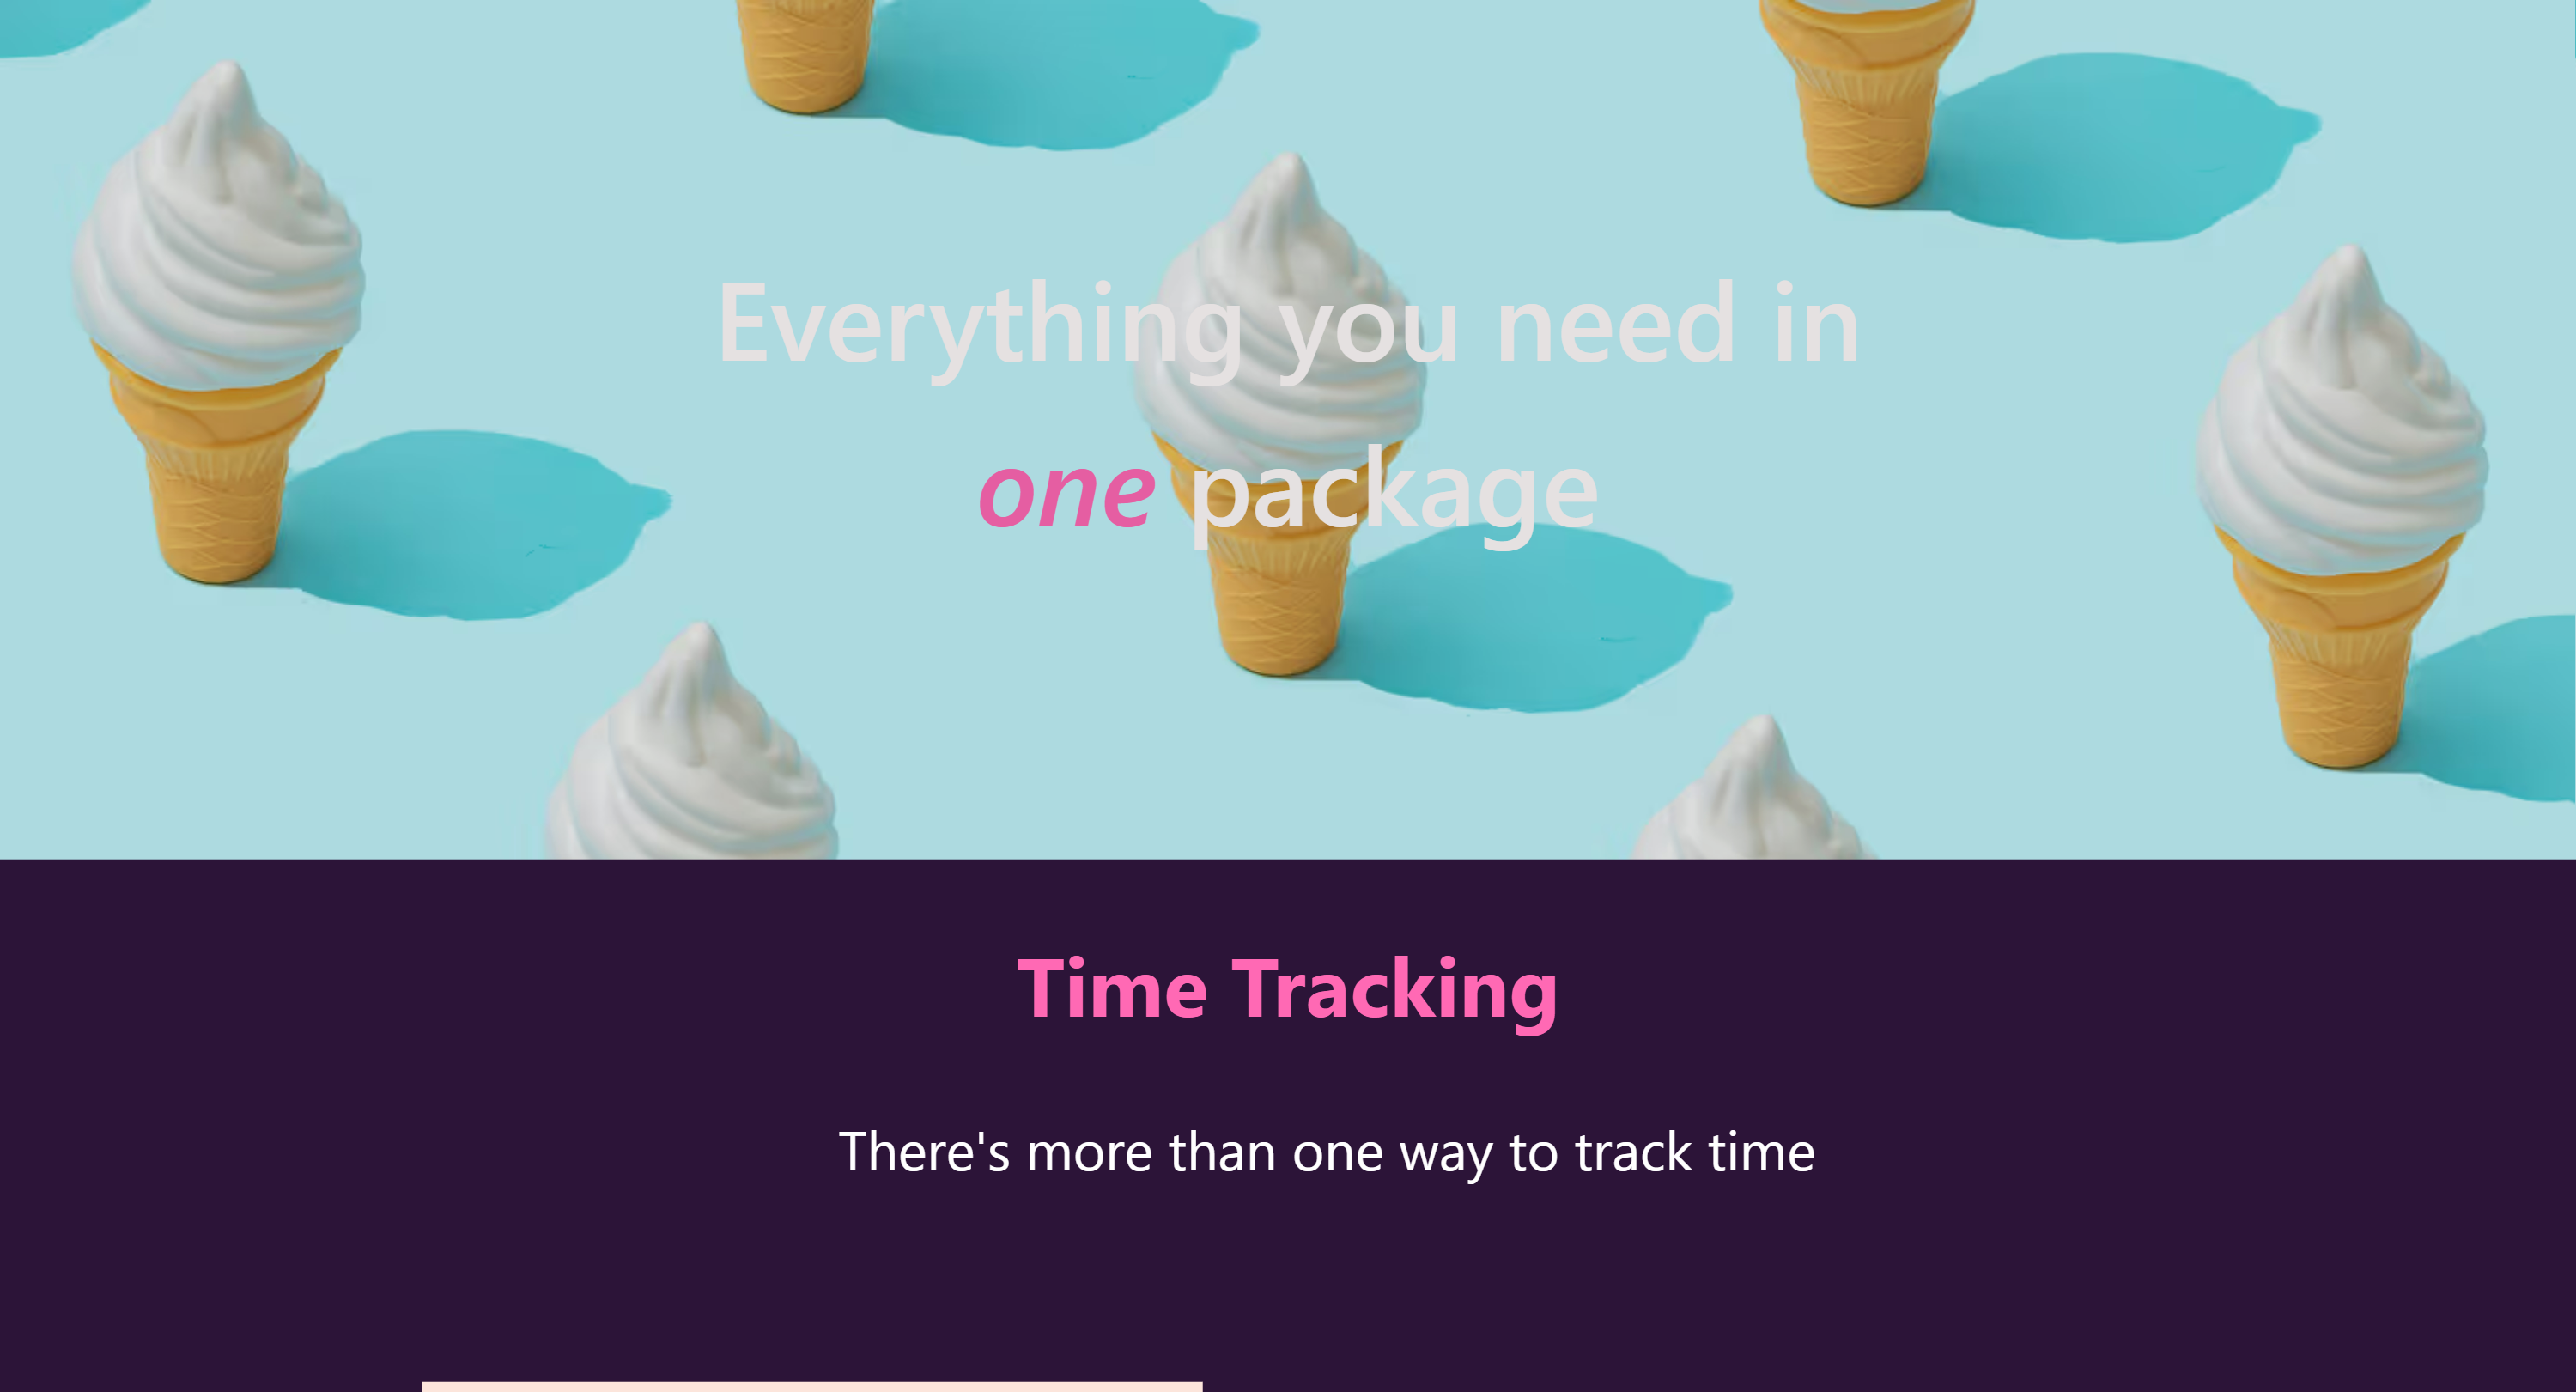 Everything you need in
one package
Time Tracking
There's more than one way to track time